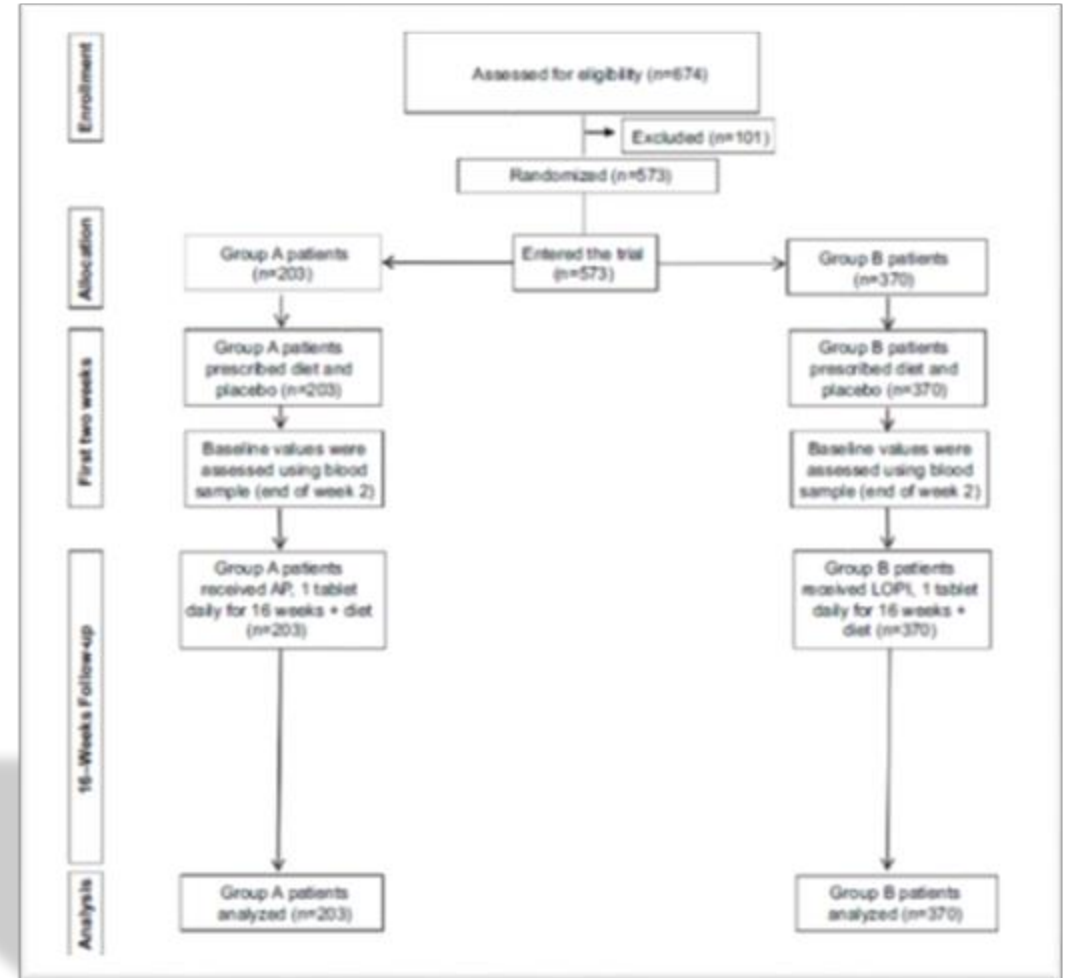 Enrollment
Assessed for eligibility (n=674)
Excluded (n=101)
Randomized (n=573)
Allocation
Group A patients
(n=203)
Entered the trial
(n=573)
Group B patients
(n=370)
First two weeks
Group A patients
prescribed diet and
placebo (n=203)
Group B patients
prescribed diet and
placebo (n=370)
Baseline values were
assessed using blood
sample (end of week 2)
Baseline values were
assessed using blood
sample (end of week 2)
16–Weeks Follow-up
Group A patients
received AP, 1 tablet
daily for 16 weeks + diet
(n=203)
Group B patients
received LOPI, 1 tablet
daily for 16 weeks +
diet (n=370)
Analysis
Group A patients
analyzed (n=203)
Group B patients
analyzed (n=370)